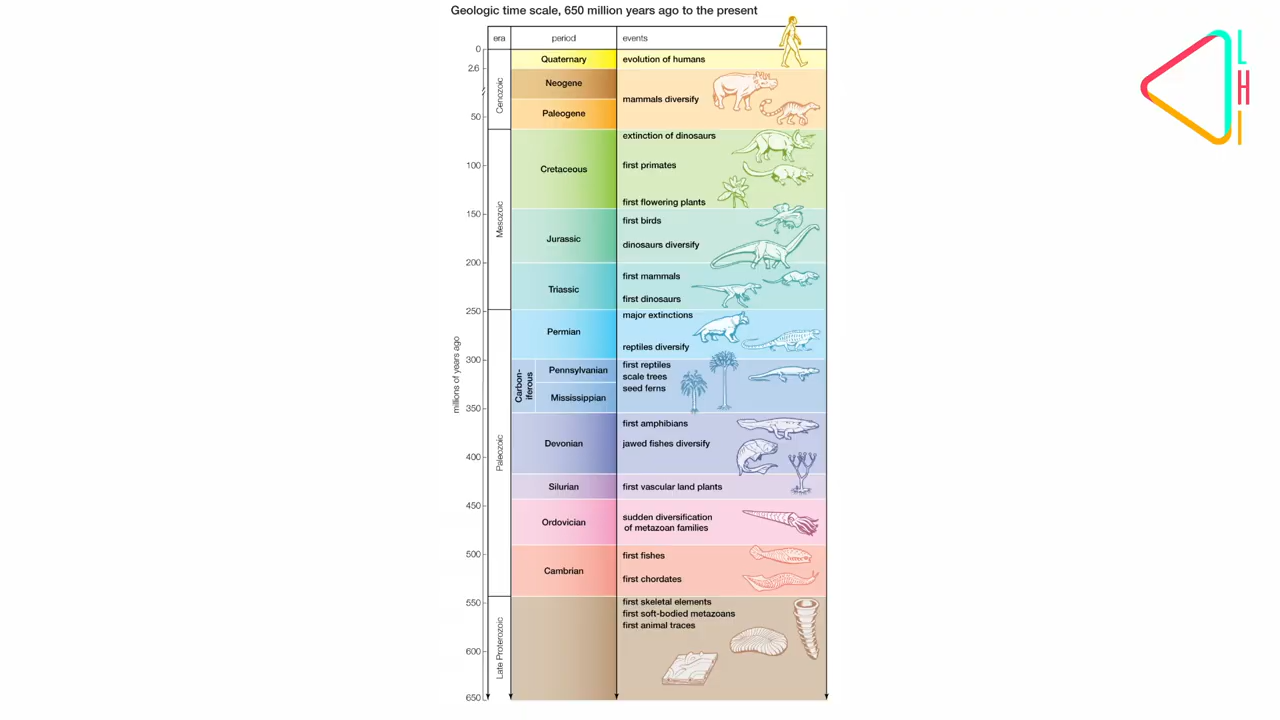 Geologic time scale, 650 million years ago to the present
era
period
events
0
Quaternary
evolution of humans
2.6
Cenozoic
Neogene
mammals diversify
Paleogene
50
extinction of dinosaurs
100
Cretaceous
first primates
first flowering plants
150
Mesozoic
first birds
Jurassic
dinosaurs diversify
200
first mammals
Triassic
first dinosaurs
250
major extinctions
Permian
reptiles diversify
300
millions of years ago
Carbon-
iferous
Pennsylvanian
Mississippian
first reptiles
scale trees
seed ferns
350
Paleozoic
first amphibians
Devonian
jawed fishes diversify
400
Silurian
first vascular land plants
450
Ordovician
sudden diversification
of metazoan families
500
first fishes
Cambrian
first chordates
550
Late Proterozoic
first skeletal elements
first soft-bodied metazoans
first animal traces
600
650
L
H
I